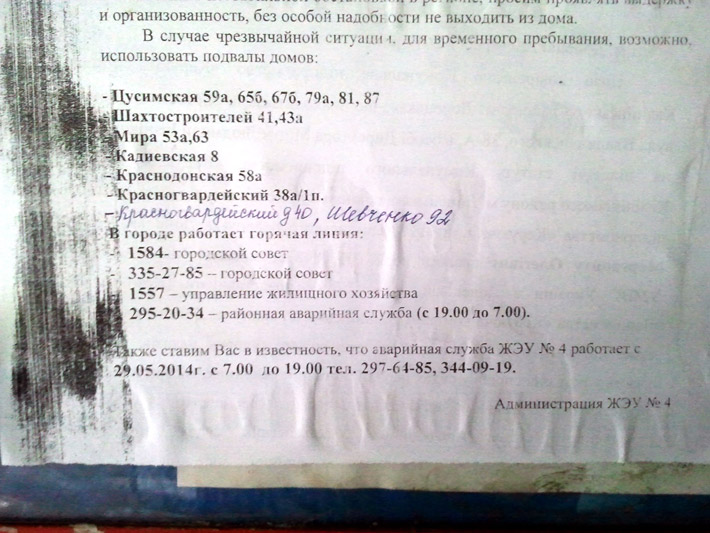 в регионе, просим проявлять выдержку
и организованность, без особой надобности не выходить из дома.
В случае чрезвычайной ситуации, для временного пребывания, возможно,
использовать подвалы домов:
- Цусимская 59а, 65б, 67б, 79а, 81, 87
- Шахтостроителей 41,43а
- Мира 53а,63
- Кадиевская 8
- Краснодонская 58а
- Красногвардейский 38а/1п.
- Красногвардейский д 40, Шевченко 92
В городе работает горячая линия:
- 1584- городской совет
- 335-27-85 – городской совет
- 1557 – управление жилищного хозяйства
- 295-20-34 – районная аварийная служба (с 19.00 до 7.00).
Также ставим Вас в известность, что аварийная служба ЖЭУ № 4 работает с
29.05.2014г. с 7.00 до 19.00 тел. 297-64-85, 344-09-19.
Администрация ЖЭУ № 4